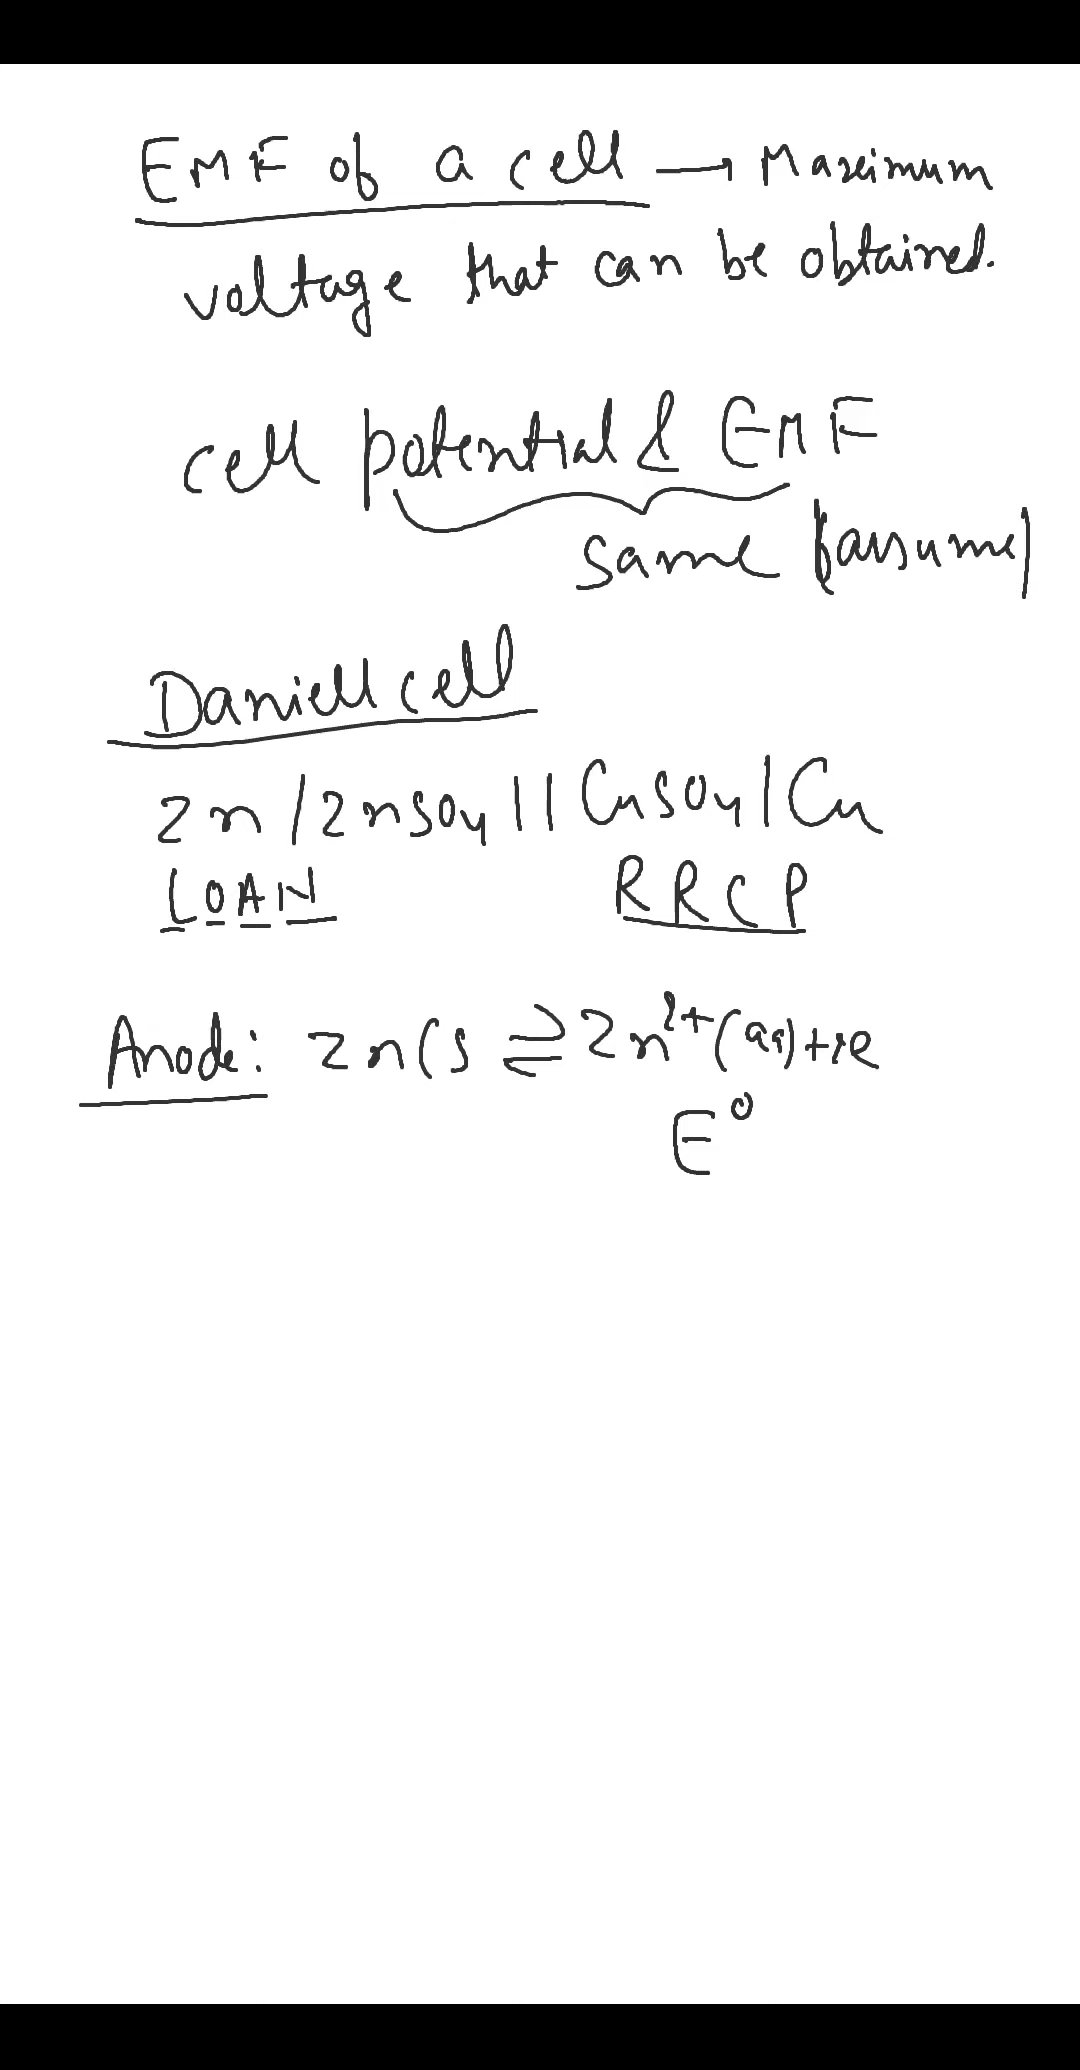 EMF of a cell → Maximum
voltage that can be obtained.
cell potential & EMF
same (assume)
Daniell cell
Zn/ZnSO4||CuSO4|Cu
LOAN RRCP
Anode: Zn(s ⇌ Zn²⁺(aq)+2e
E⁰